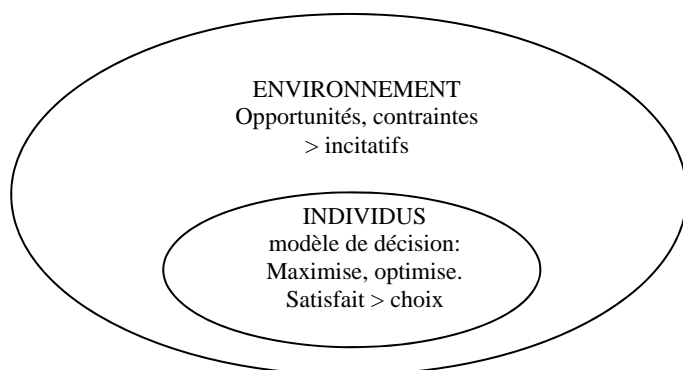 ENVIRONNEMENT
Opportunités, contraintes
> incitatifs
INDIVIDUS
modèle de décision:
Maximise, optimise.
Satisfait > choix